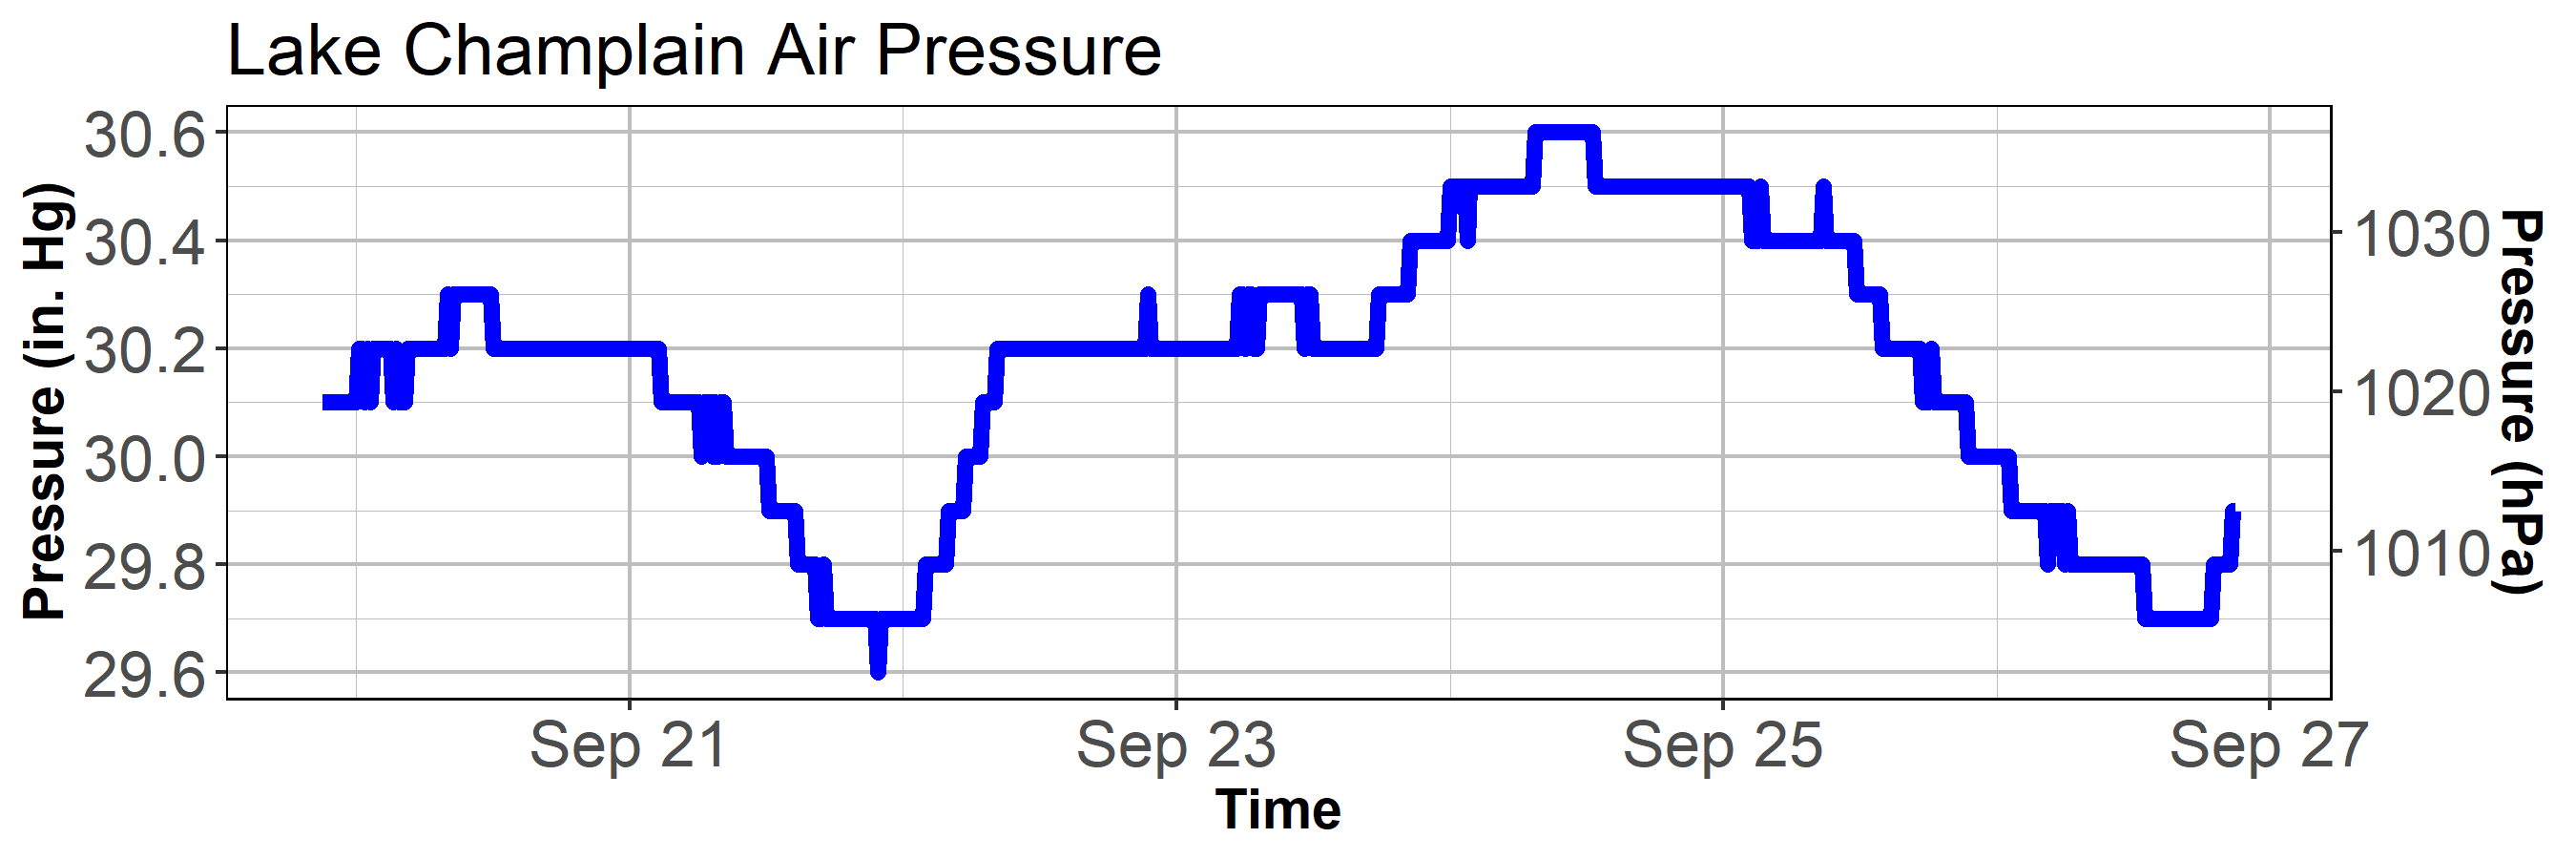 Lake Champlain Air Pressure
Pressure (in. Hg)
30.6
30.4
30.2
30.0
29.8
29.6
1030
1020
1010
Pressure (hPa)
Sep 21 Sep 23 Sep 25 Sep 27
Time